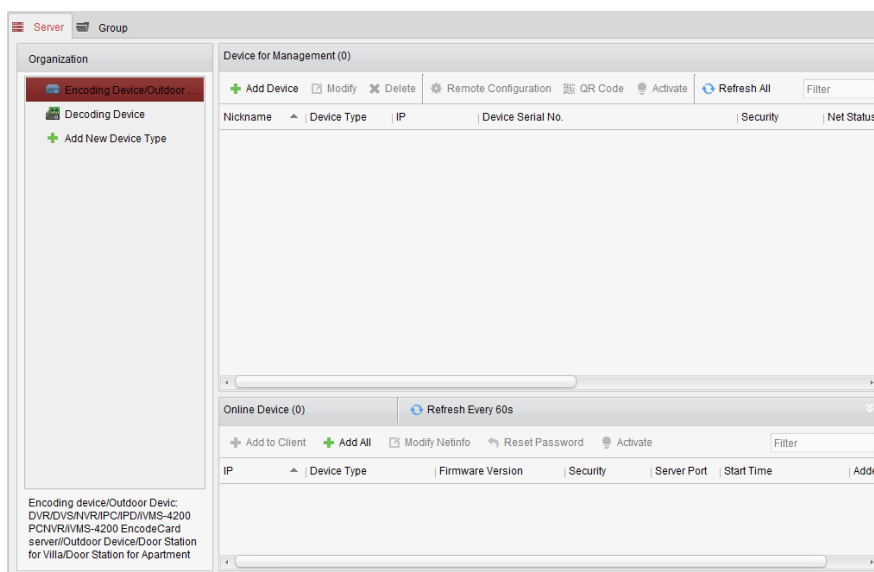 Server Group
Organization
Encoding Device/Outdoor ...
Decoding Device
Add New Device Type
Encoding device/Outdoor Devic:
DVR/DVS/NVR/IPC/IPD/iVMS-4200
PCNVR/iVMS-4200 EncodeCard
server//Outdoor Device/Door Station
for Villa/Door Station for Apartment
Device for Management (0)
Add Device Modify Delete Remote Configuration QR Code Activate Refresh All Filter
Nickname Device Type IP Device Serial No. Security Net Status
Online Device (0) Refresh Every 60s
Add to Client Add All Modify Netinfo Reset Password Activate Filter
IP Device Type Firmware Version Security Server Port Start Time Adde